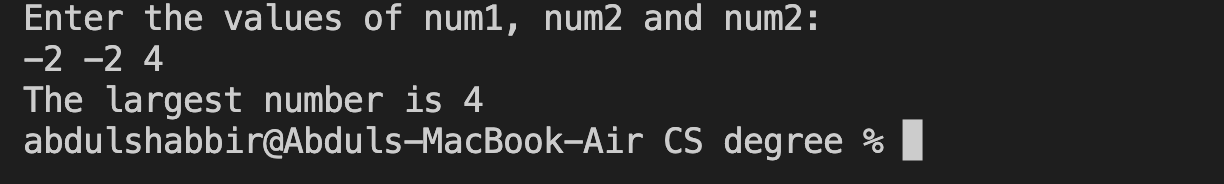 Enter the values of num1, num2 and num2:
-2 -2 4
The largest number is 4
abdulshabbir@Abduls-MacBook-Air CS degree %